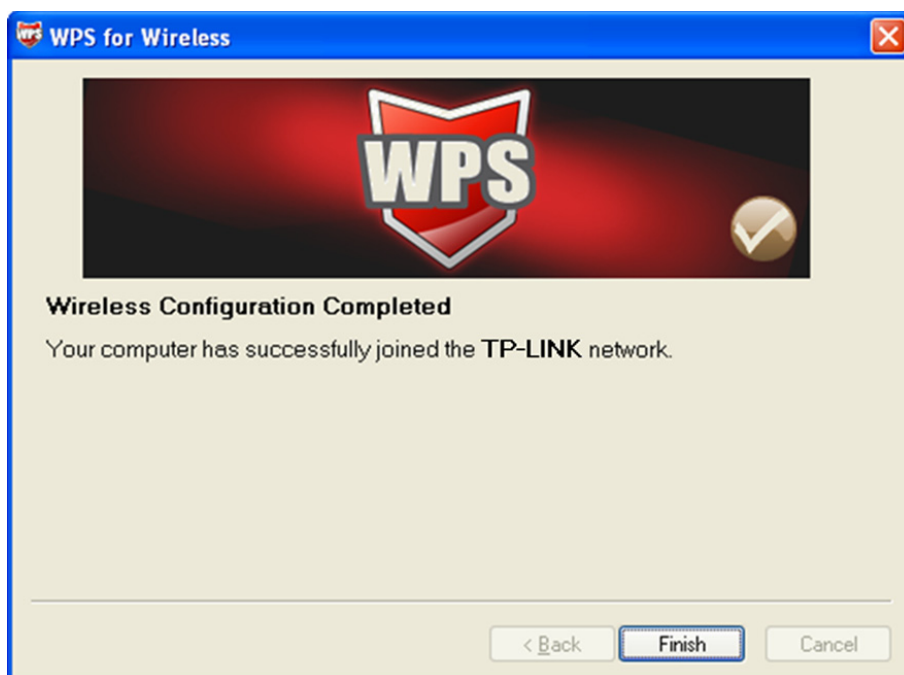 WPS for Wireless
WPS
Wireless Configuration Completed
Your computer has successfully joined the TP-LINK network.
< Back
Finish
Cancel